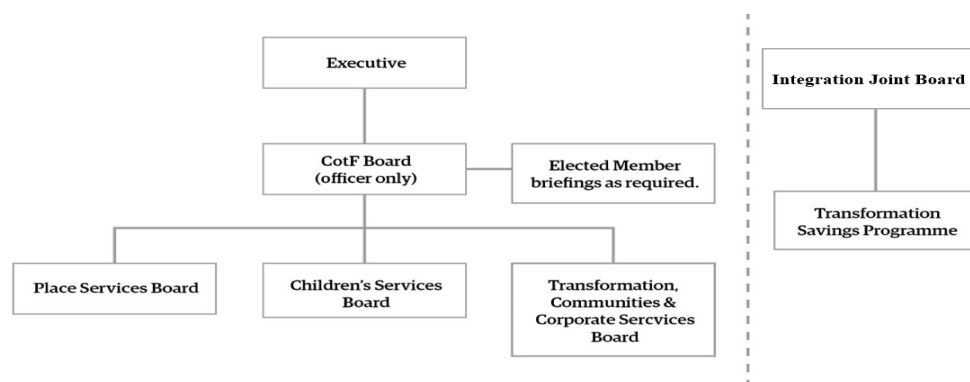 Executive
Integration Joint Board
CotF Board
(officer only)
Elected Member
briefings as required.
Transformation
Savings Programme
Place Services Board
Children's Services
Board
Transformation,
Communities &
Corporate Sercvices
Board